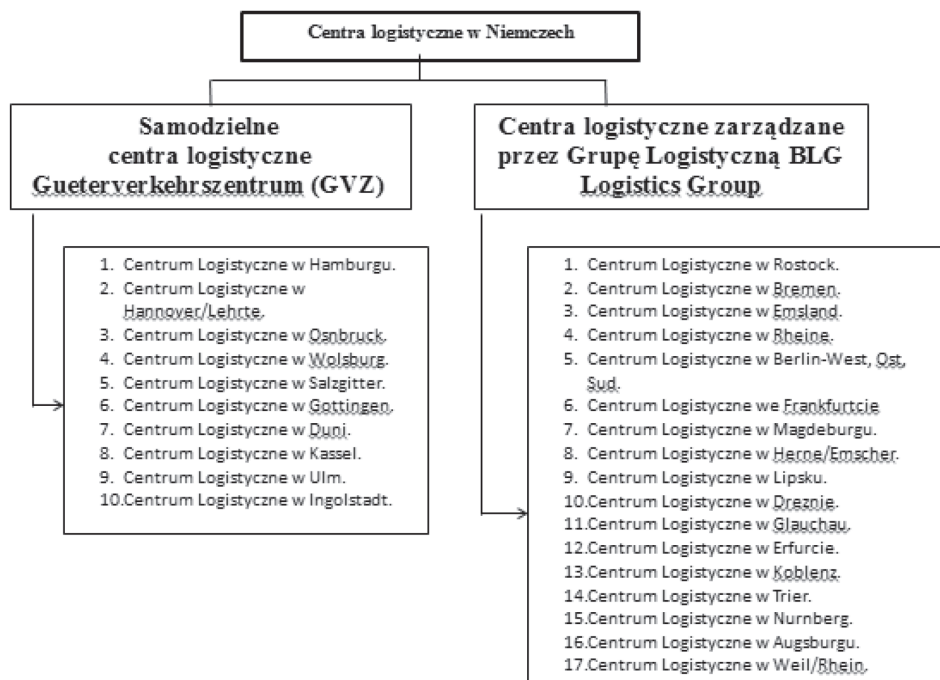 Centra logistyczne w Niemczech
Samodzielne
centra logistyczne
Gueterverkehrszentrum (GVZ)
Centra logistyczne zarządzane
przez Grupę Logistyczną BLG
Logistics Group
1. Centrum Logistyczne w Hamburgu.
2. Centrum Logistyczne w
Hannover/Lehrte.
3. Centrum Logistyczne w Osnbruck.
4. Centrum Logistyczne w Wolsburg.
5. Centrum Logistyczne w Salzgitter.
6. Centrum Logistyczne w Gottingen.
7. Centrum Logistyczne w Duni.
8. Centrum Logistyczne w Kassel.
9. Centrum Logistyczne w Ulm.
10.Centrum Logistyczne w Ingolstadt.
1. Centrum Logistyczne w Rostock.
2. Centrum Logistyczne w Bremen.
3. Centrum Logistyczne w Emsland.
4. Centrum Logistyczne w Rheine.
5. Centrum Logistyczne w Berlin-West, Ost,
Sud.
6. Centrum Logistyczne we Frankfurtcie
7. Centrum Logistyczne w Magdeburgu.
8. Centrum Logistyczne w Herne/Emscher.
9. Centrum Logistyczne w Lipsku.
10.Centrum Logistyczne w Dreznie.
11.Centrum Logistyczne w Glauchau.
12.Centrum Logistyczne w Erfurcie.
13.Centrum Logistyczne w Koblenz.
14.Centrum Logistyczne w Trier.
15.Centrum Logistyczne w Nurnberg.
16.Centrum Logistyczne w Augsburgu.
17.Centrum Logistyczne w Weil/Rhein.